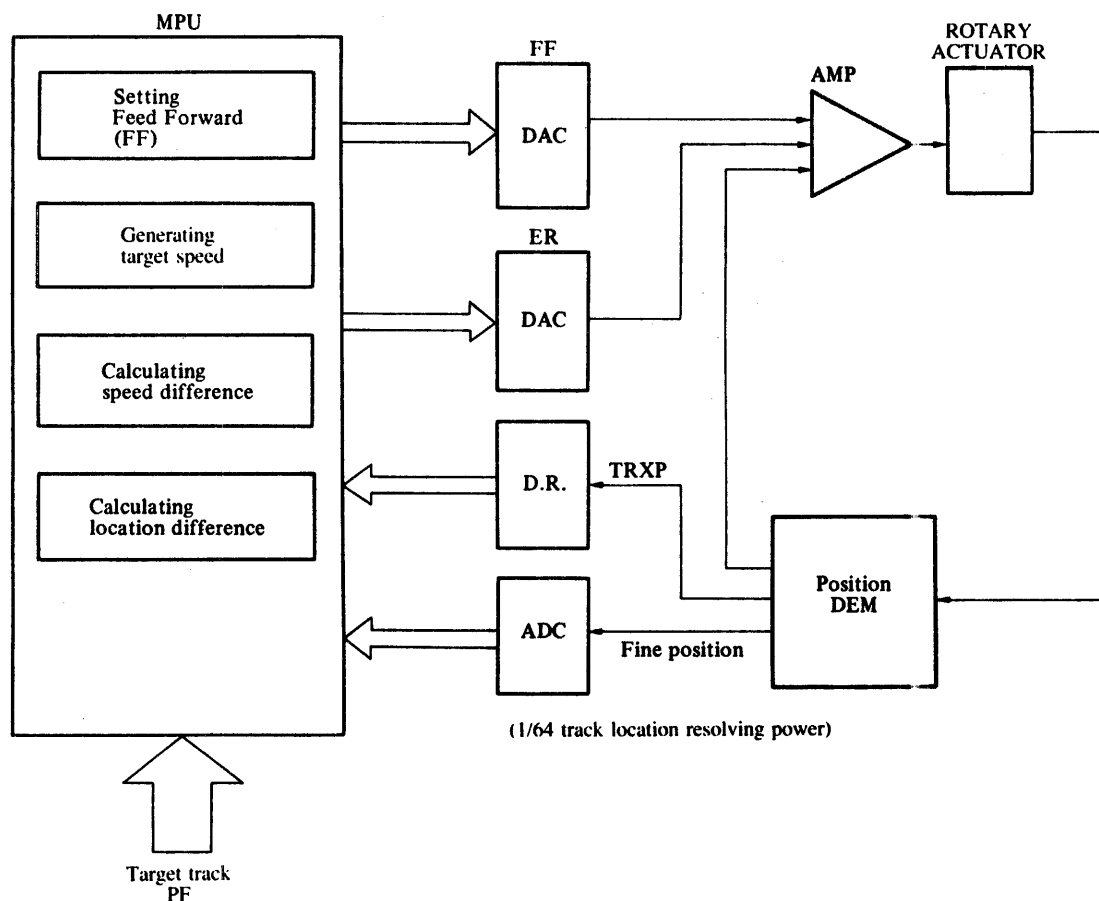 MPU
Setting
Feed Forward
(FF)
Generating
target speed
Calculating
speed difference
Calculating
location difference
FF
DAC
ER
DAC
D.R.
TRXP
ADC
Fine position
(1/64 track location resolving power)
AMP
ROTARY
ACTUATOR
Position
DEM
Target track
PF